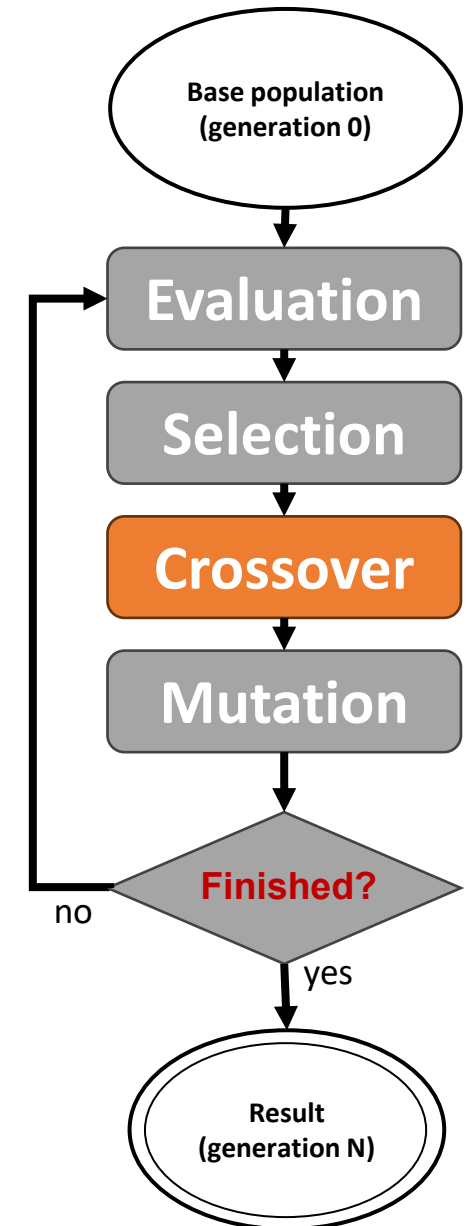 Base population
(generation 0)
Evaluation
Selection
Crossover
Mutation
Finished?
no
yes
Result
(generation N)